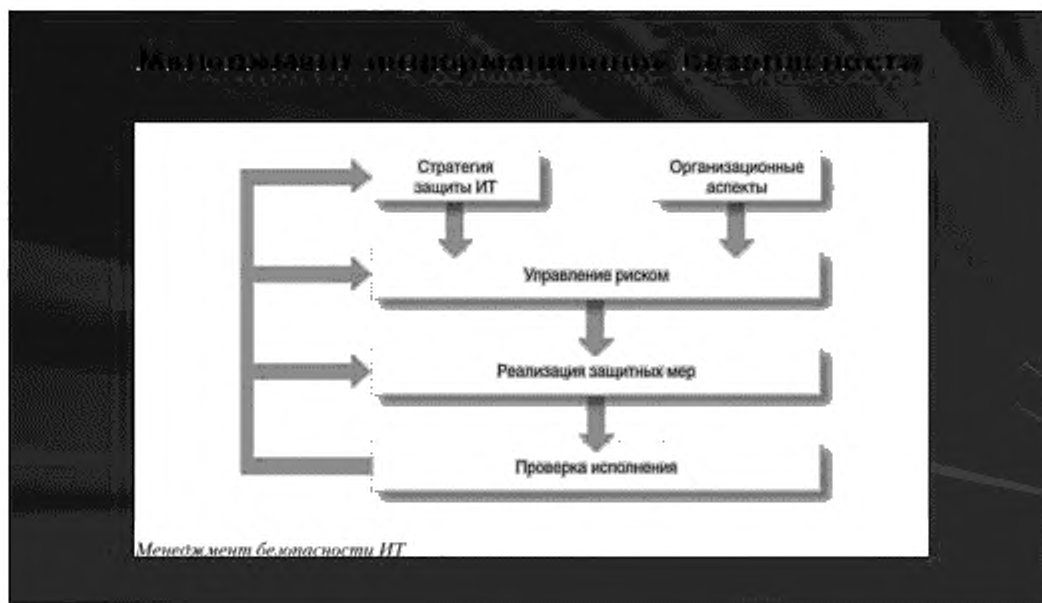 Менеджмент информационной безопасности
Стратегия
защиты ИТ
Организационные
аспекты
Управление риском
Реализация защитных мер
Проверка исполнения
Менеджмент безопасности ИТ